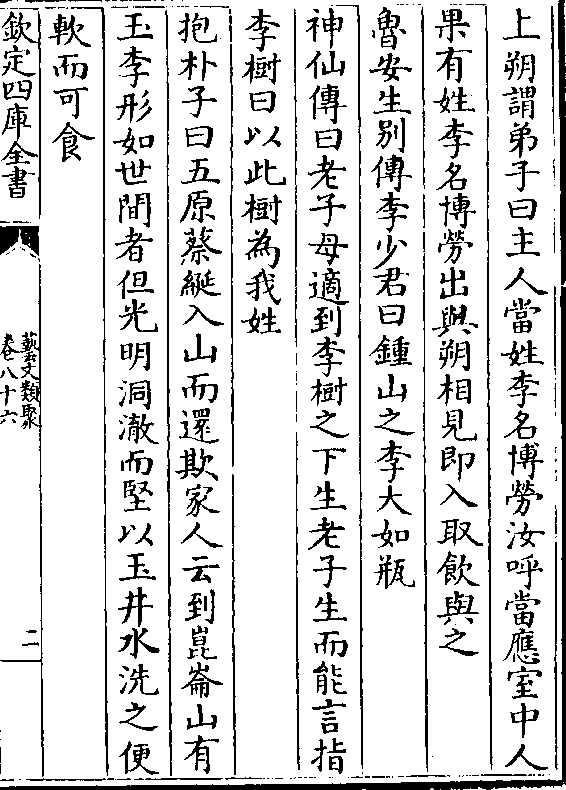 上朔謂弟子曰主人當姓李名博勞汝呼當應室中人
果有姓李名博勞出與朔相見即入取飲與之
魯安生別傳李少君曰鍾山之李大如瓶
神仙傳曰老子母適到李樹之下生老子生而能言指
李樹曰以此樹為我姓
抱朴子曰五原蔡綖入山而還欺家人云到崑崙山有
玉李形如世間者但光明洞澈而堅以玉井水洗之便
軟而可食
欽定四庫全書
藝文類聚
卷八十六
二